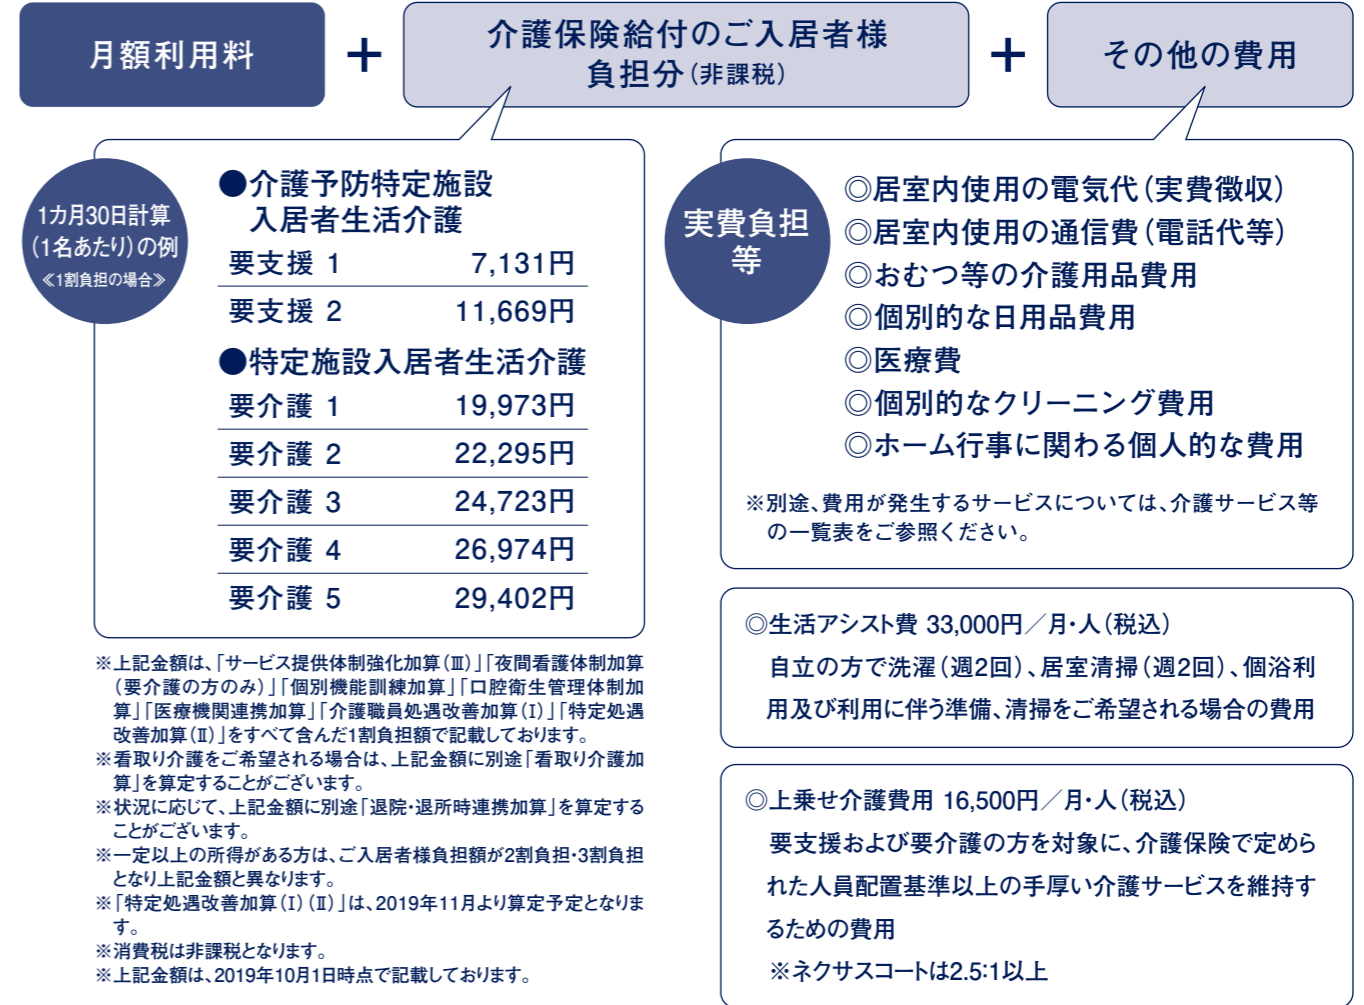 月額利用料
+
介護保険給付のご入居者様
負担分(非課税)
+
その他の費用
1カ月30日計算
(1名あたり)の例
≪1割負担の場合≫
●介護予防特定施設
入居者生活介護
要支援 1 7,131円
要支援 2 11,669円
●特定施設入居者生活介護
要介護 1 19,973円
要介護 2 22,295円
要介護 3 24,723円
要介護 4 26,974円
要介護 5 29,402円
※上記金額は、「サービス提供体制強化加算(Ⅲ)」「夜間看護体制加算
(要介護の方のみ)」「個別機能訓練加算」「口腔衛生管理体制加
算」「医療機関連携加算」「介護職員処遇改善加算(Ⅰ)」「特定処遇
改善加算(Ⅱ)」をすべて含んだ1割負担額で記載しております。
※看取り介護をご希望される場合は、上記金額に別途「看取り介護加
算」を算定することがございます。
※状況に応じて、上記金額に別途「退院・退所時連携加算」を算定する
ことがございます。
※一定以上の所得がある方は、ご入居者様負担額が2割負担・3割負担
となり上記金額と異なります。
※「特定処遇改善加算(Ⅰ)(Ⅱ)」は、2019年11月より算定予定となりま
す。
※消費税は非課税となります。
※上記金額は、2019年10月1日時点で記載しております。
実費負担
等
◎居室内使用の電気代(実費徴収)
◎居室内使用の通信費(電話代等)
◎おむつ等の介護用品費用
◎個別的な日用品費用
◎医療費
◎個別的なクリーニング費用
◎ホーム行事に関わる個人的な費用
※別途、費用が発生するサービスについては、介護サービス等
の一覧表をご参照ください。
◎生活アシスト費 33,000円/月・人(税込)
自立の方で洗濯(週2回)、居室清掃(週2回)、個浴利
用及び利用に伴う準備、清掃をご希望される場合の費用
◎上乗せ介護費用 16,500円/月・人(税込)
要支援および要介護の方を対象に、介護保険で定めら
れた人員配置基準以上の手厚い介護サービスを維持す
るための費用
※ネクサスコートは2.5:1以上